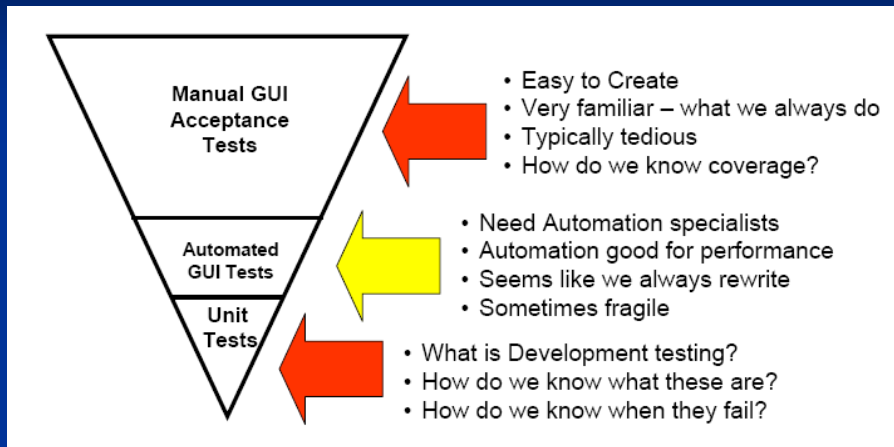 Manual GUI
Acceptance
Tests
• Easy to Create
• Very familiar – what we always do
• Typically tedious
• How do we know coverage?
Automated
GUI Tests
• Need Automation specialists
• Automation good for performance
• Seems like we always rewrite
• Sometimes fragile
Unit
Tests
• What is Development testing?
• How do we know what these are?
• How do we know when they fail?